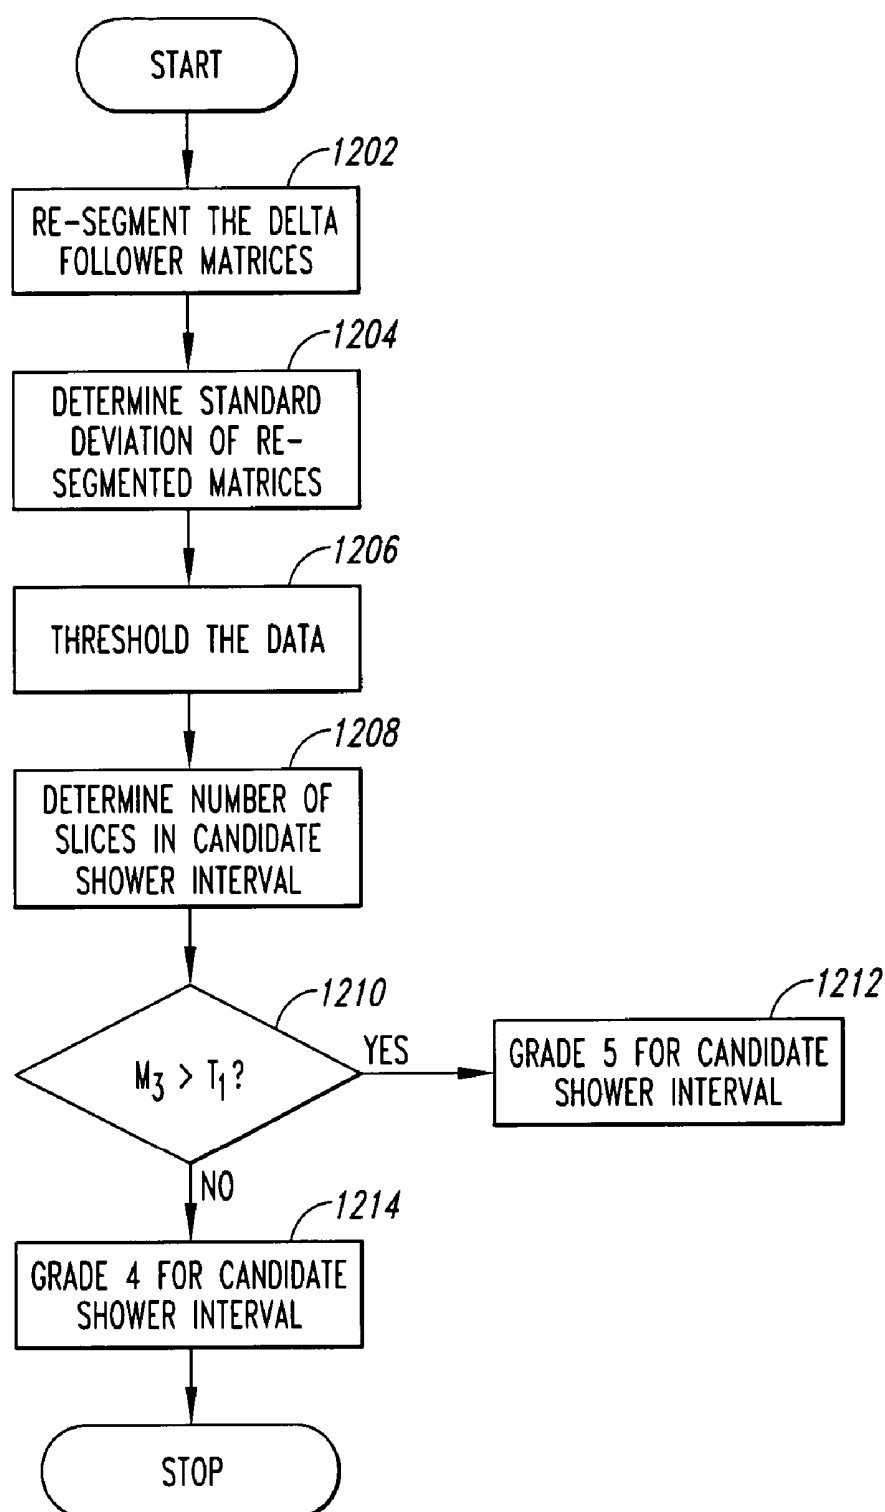 START
1202
RE-SEGMENT THE DELTA
FOLLOWER MATRICES
1204
DETERMINE STANDARD
DEVIATION OF RE-
SEGMENTED MATRICES
1206
THRESHOLD THE DATA
1208
DETERMINE NUMBER OF
SLICES IN CANDIDATE
SHOWER INTERVAL
1210
M3 > T1?
YES
1212
GRADE 5 FOR CANDIDATE
SHOWER INTERVAL
NO
1214
GRADE 4 FOR CANDIDATE
SHOWER INTERVAL
STOP